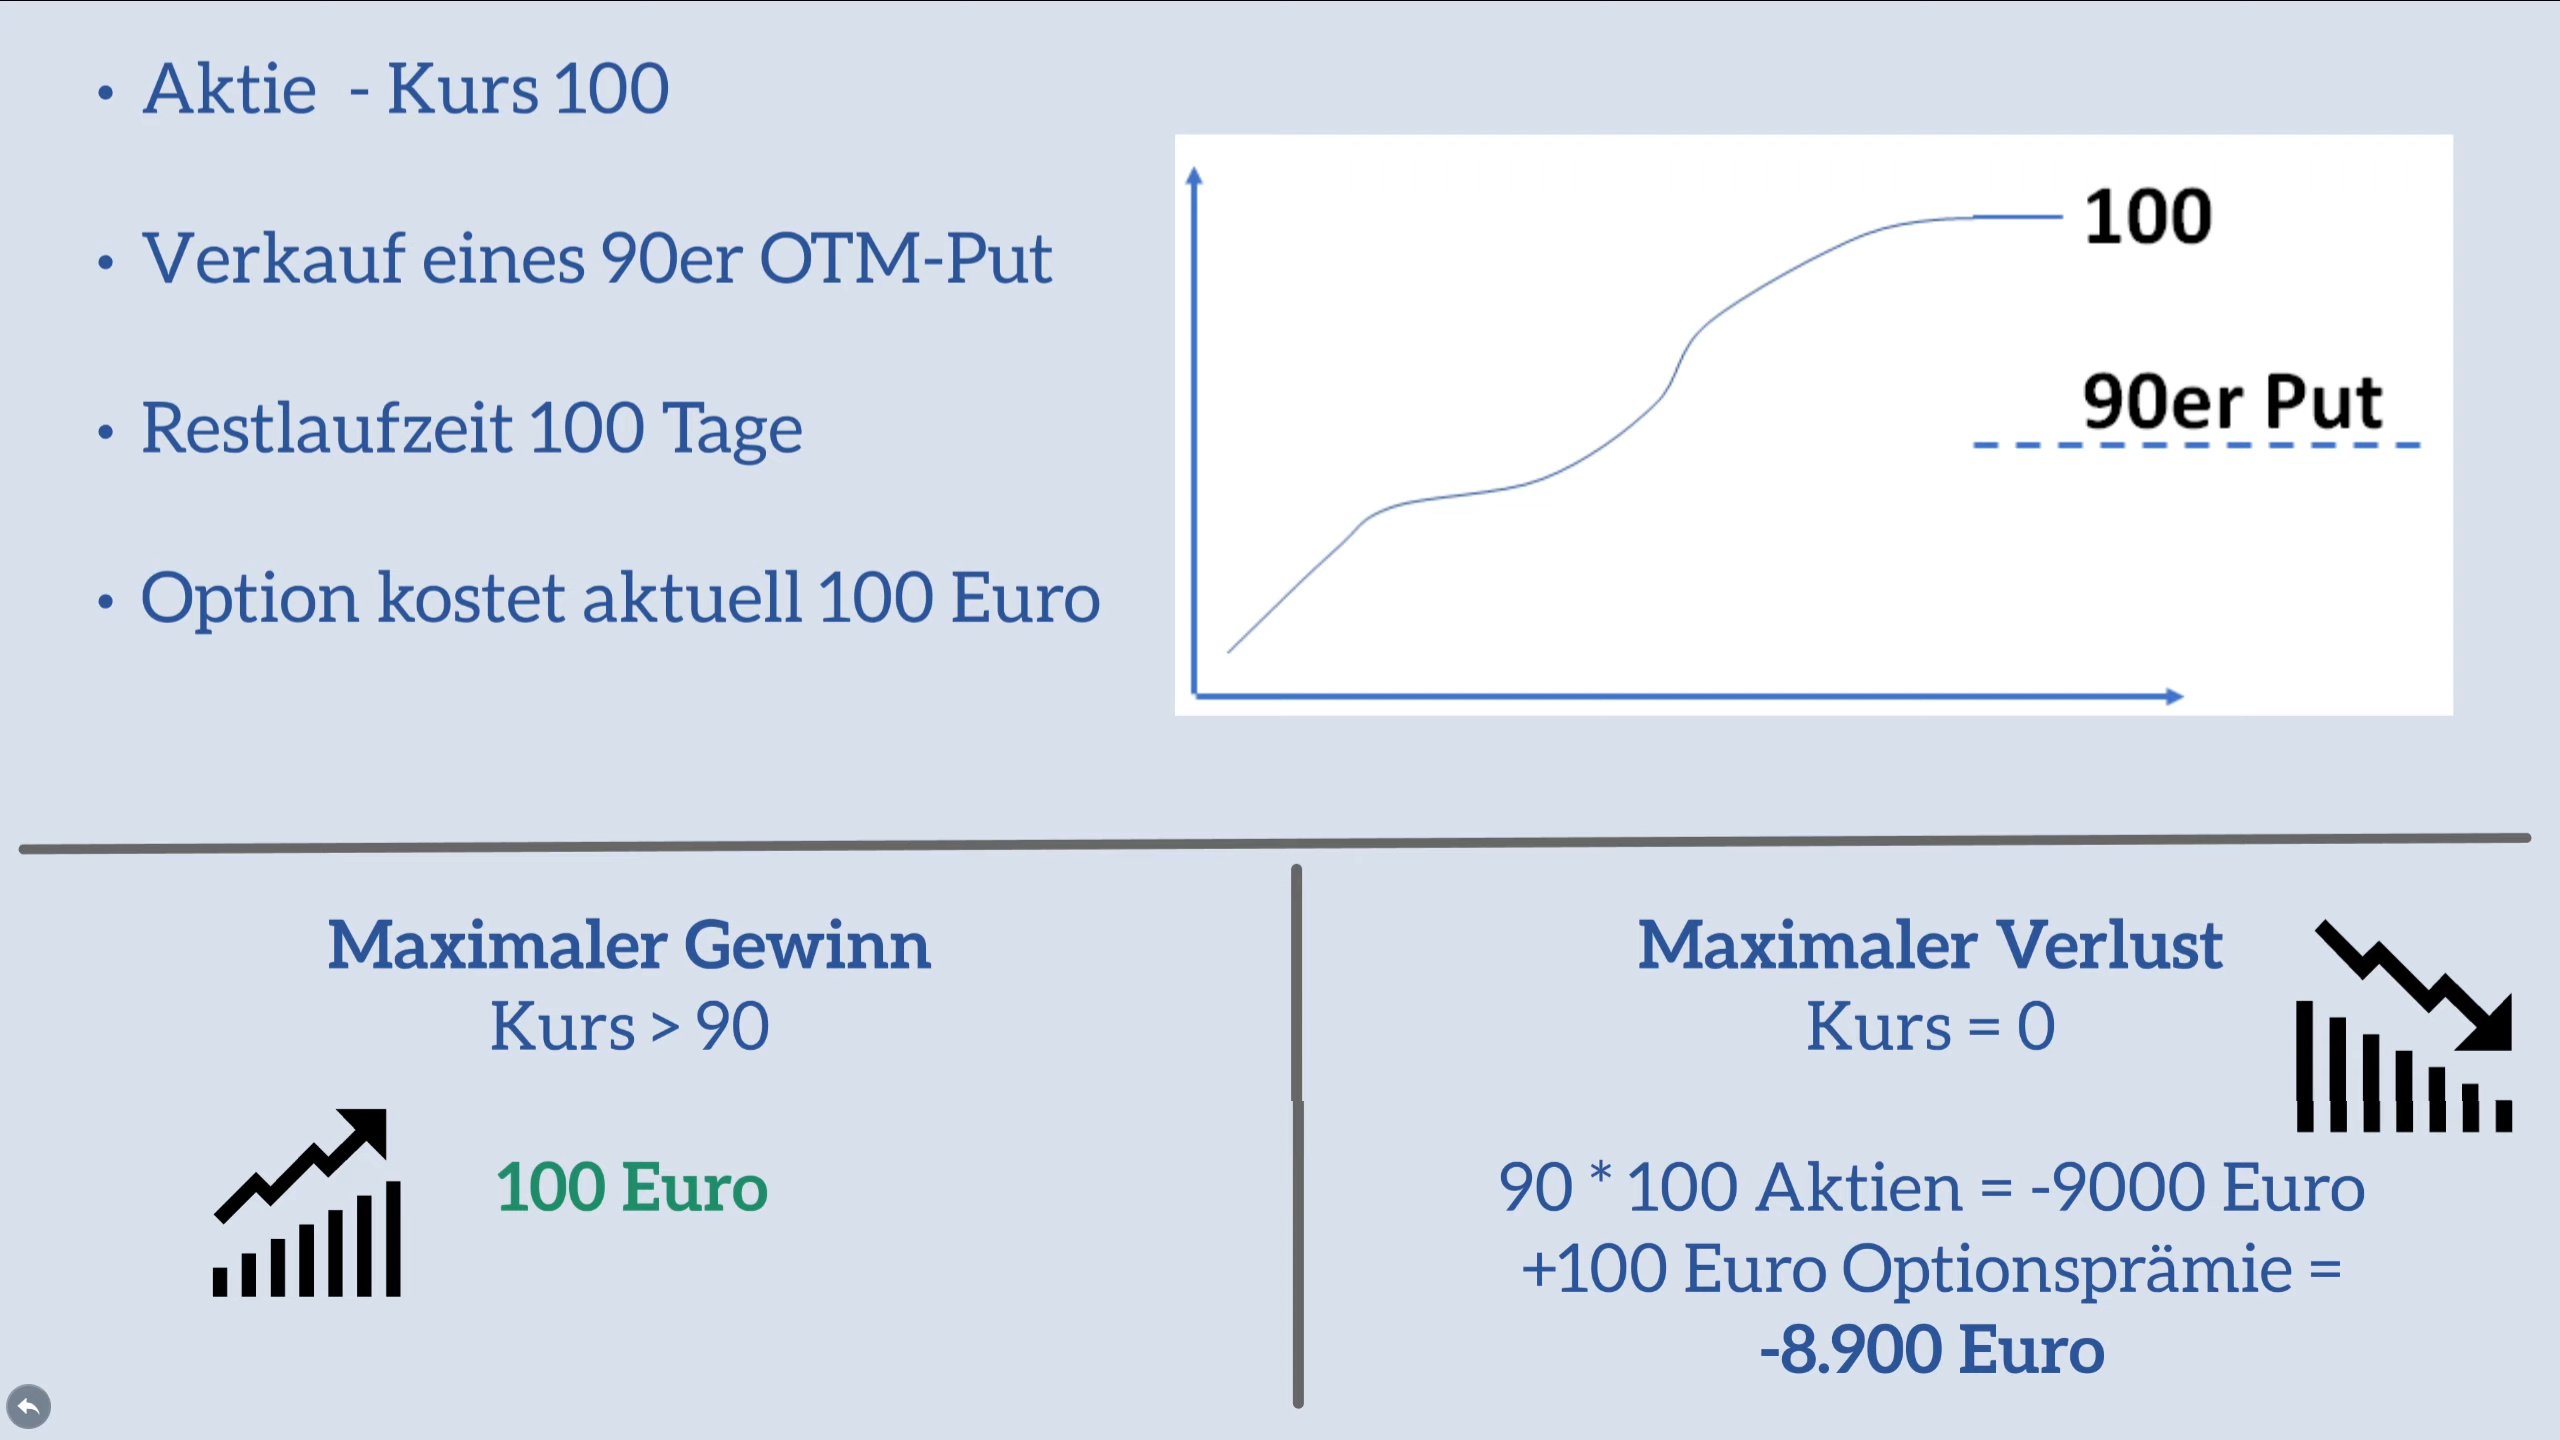 • Aktie - Kurs 100
• Verkauf eines 90er OTM-Put
• Restlaufzeit 100 Tage
• Option kostet aktuell 100 Euro
100
90er Put
Maximaler Gewinn
Kurs > 90
100 Euro
Maximaler Verlust
Kurs = 0
90 * 100 Aktien = -9000 Euro
+100 Euro Optionsprämie =
-8.900 Euro